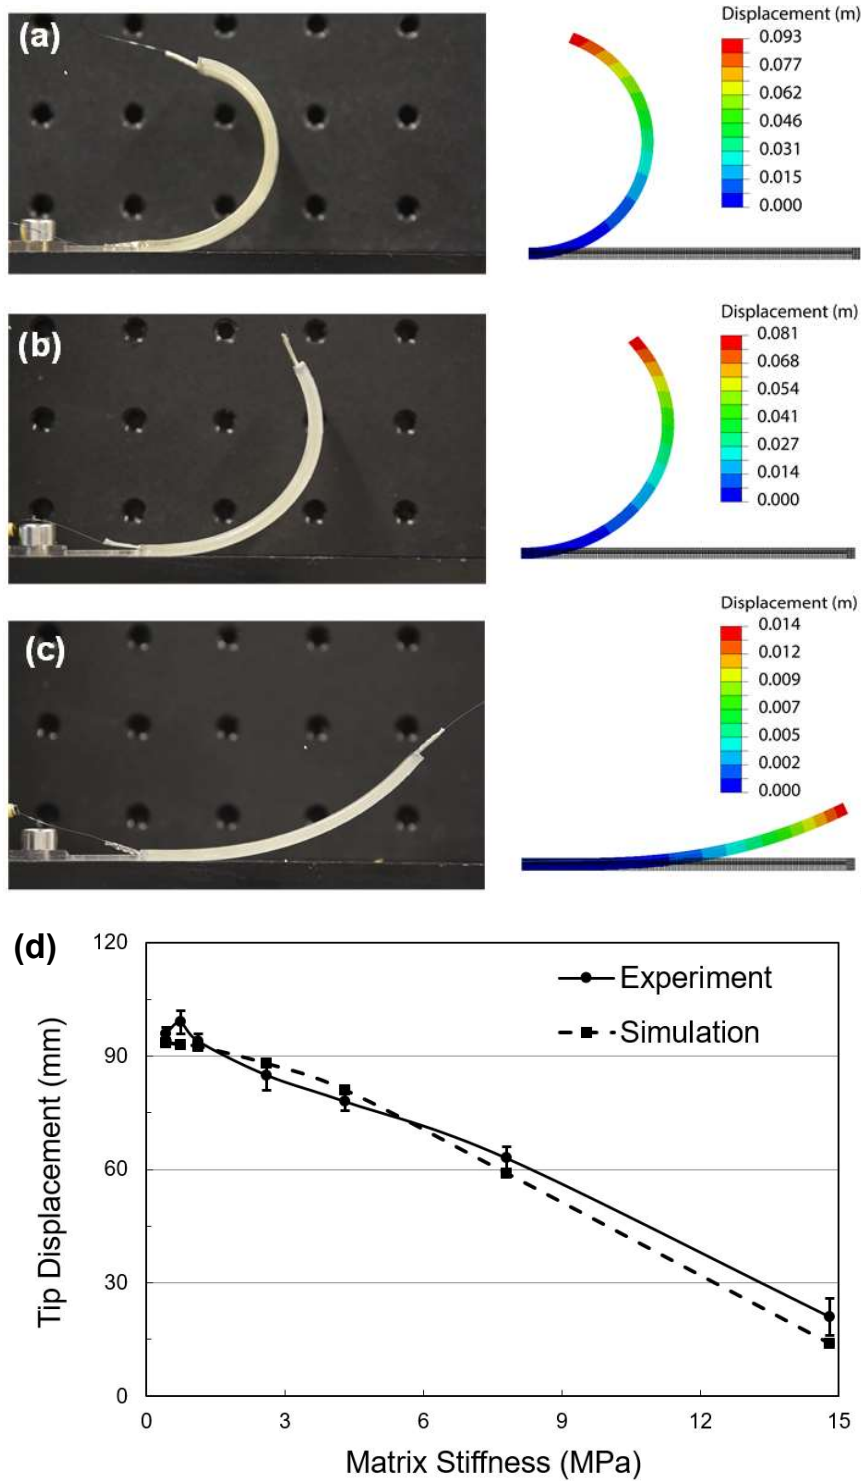 (a)
Displacement (m)
0.093
0.077
0.062
0.046
0.031
0.015
0.000
(b)
Displacement (m)
0.081
0.068
0.054
0.041
0.027
0.014
0.000
(c)
Displacement (m)
0.014
0.012
0.009
0.007
0.005
0.002
0.000
(d)
120
90
60
30
0
Tip Displacement (mm)
Experiment
Simulation
0 3 6 9 12 15
Matrix Stiffness (MPa)